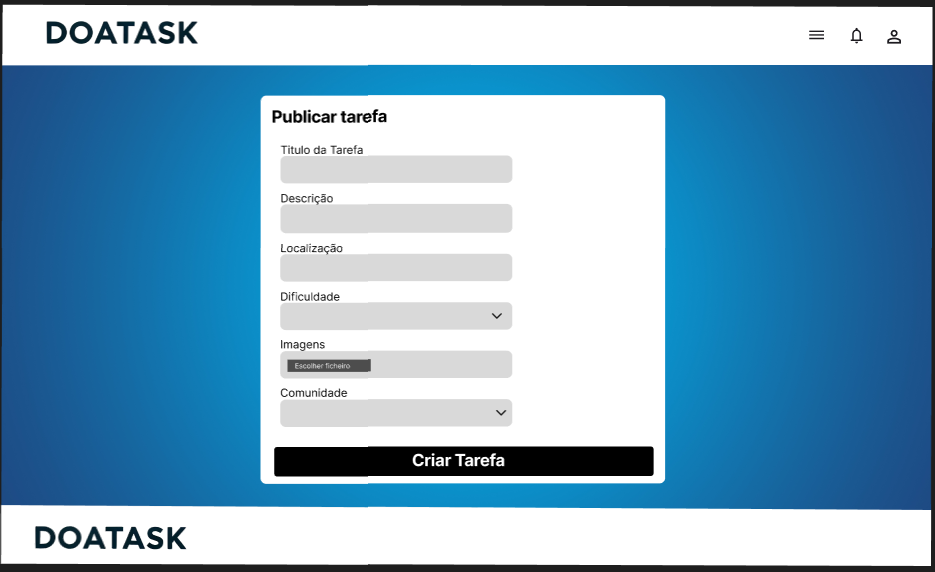 DOATASK
Publicar tarefa
Titulo da Tarefa
Descrição
Localização
Dificuldade
Imagens
Escolher ficheiro
Comunidade
Criar Tarefa
DOATASK